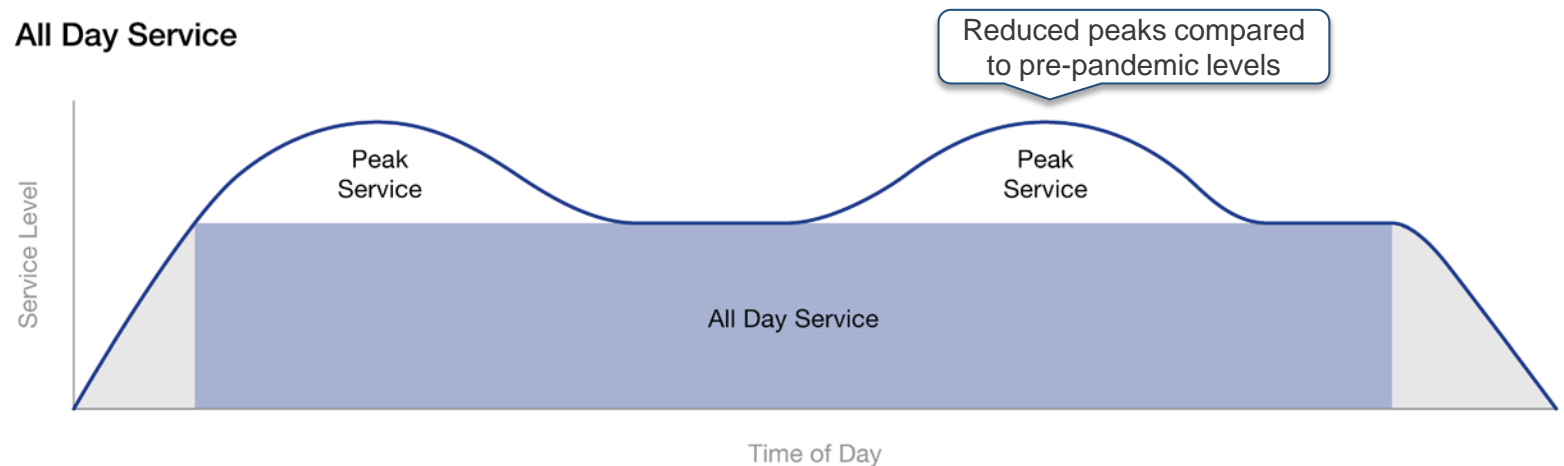 All Day Service
Reduced peaks compared
to pre-pandemic levels
Peak
Service
Peak
Service
Service Level
All Day Service
Time of Day